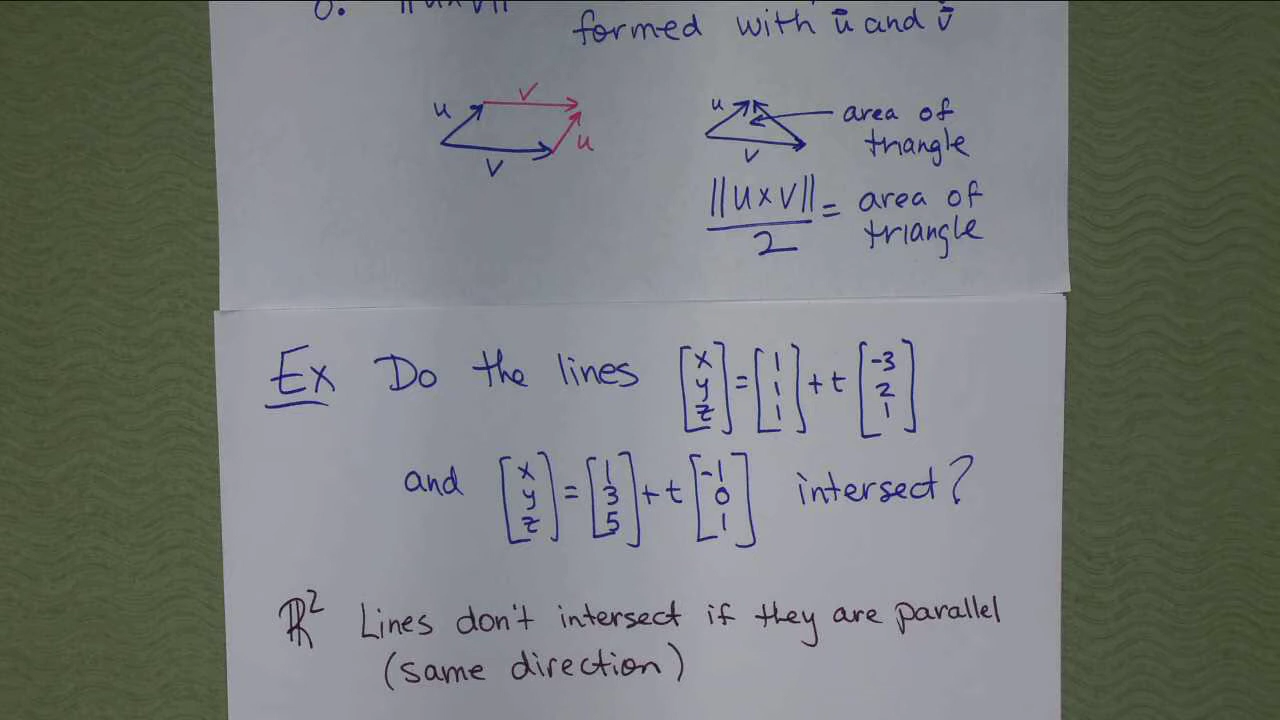 6. ||u×v||
formed with ū and v̄
u v v u
u v area of
triangle
||u×v|| / 2 = area of
triangle
Ex Do the lines [x y z] = [1 1 1] + t [-3 2 1]
and [x y z] = [1 3 5] + t [-1 0 1] intersect?
ℝ² Lines don't intersect if they are parallel
(same direction)